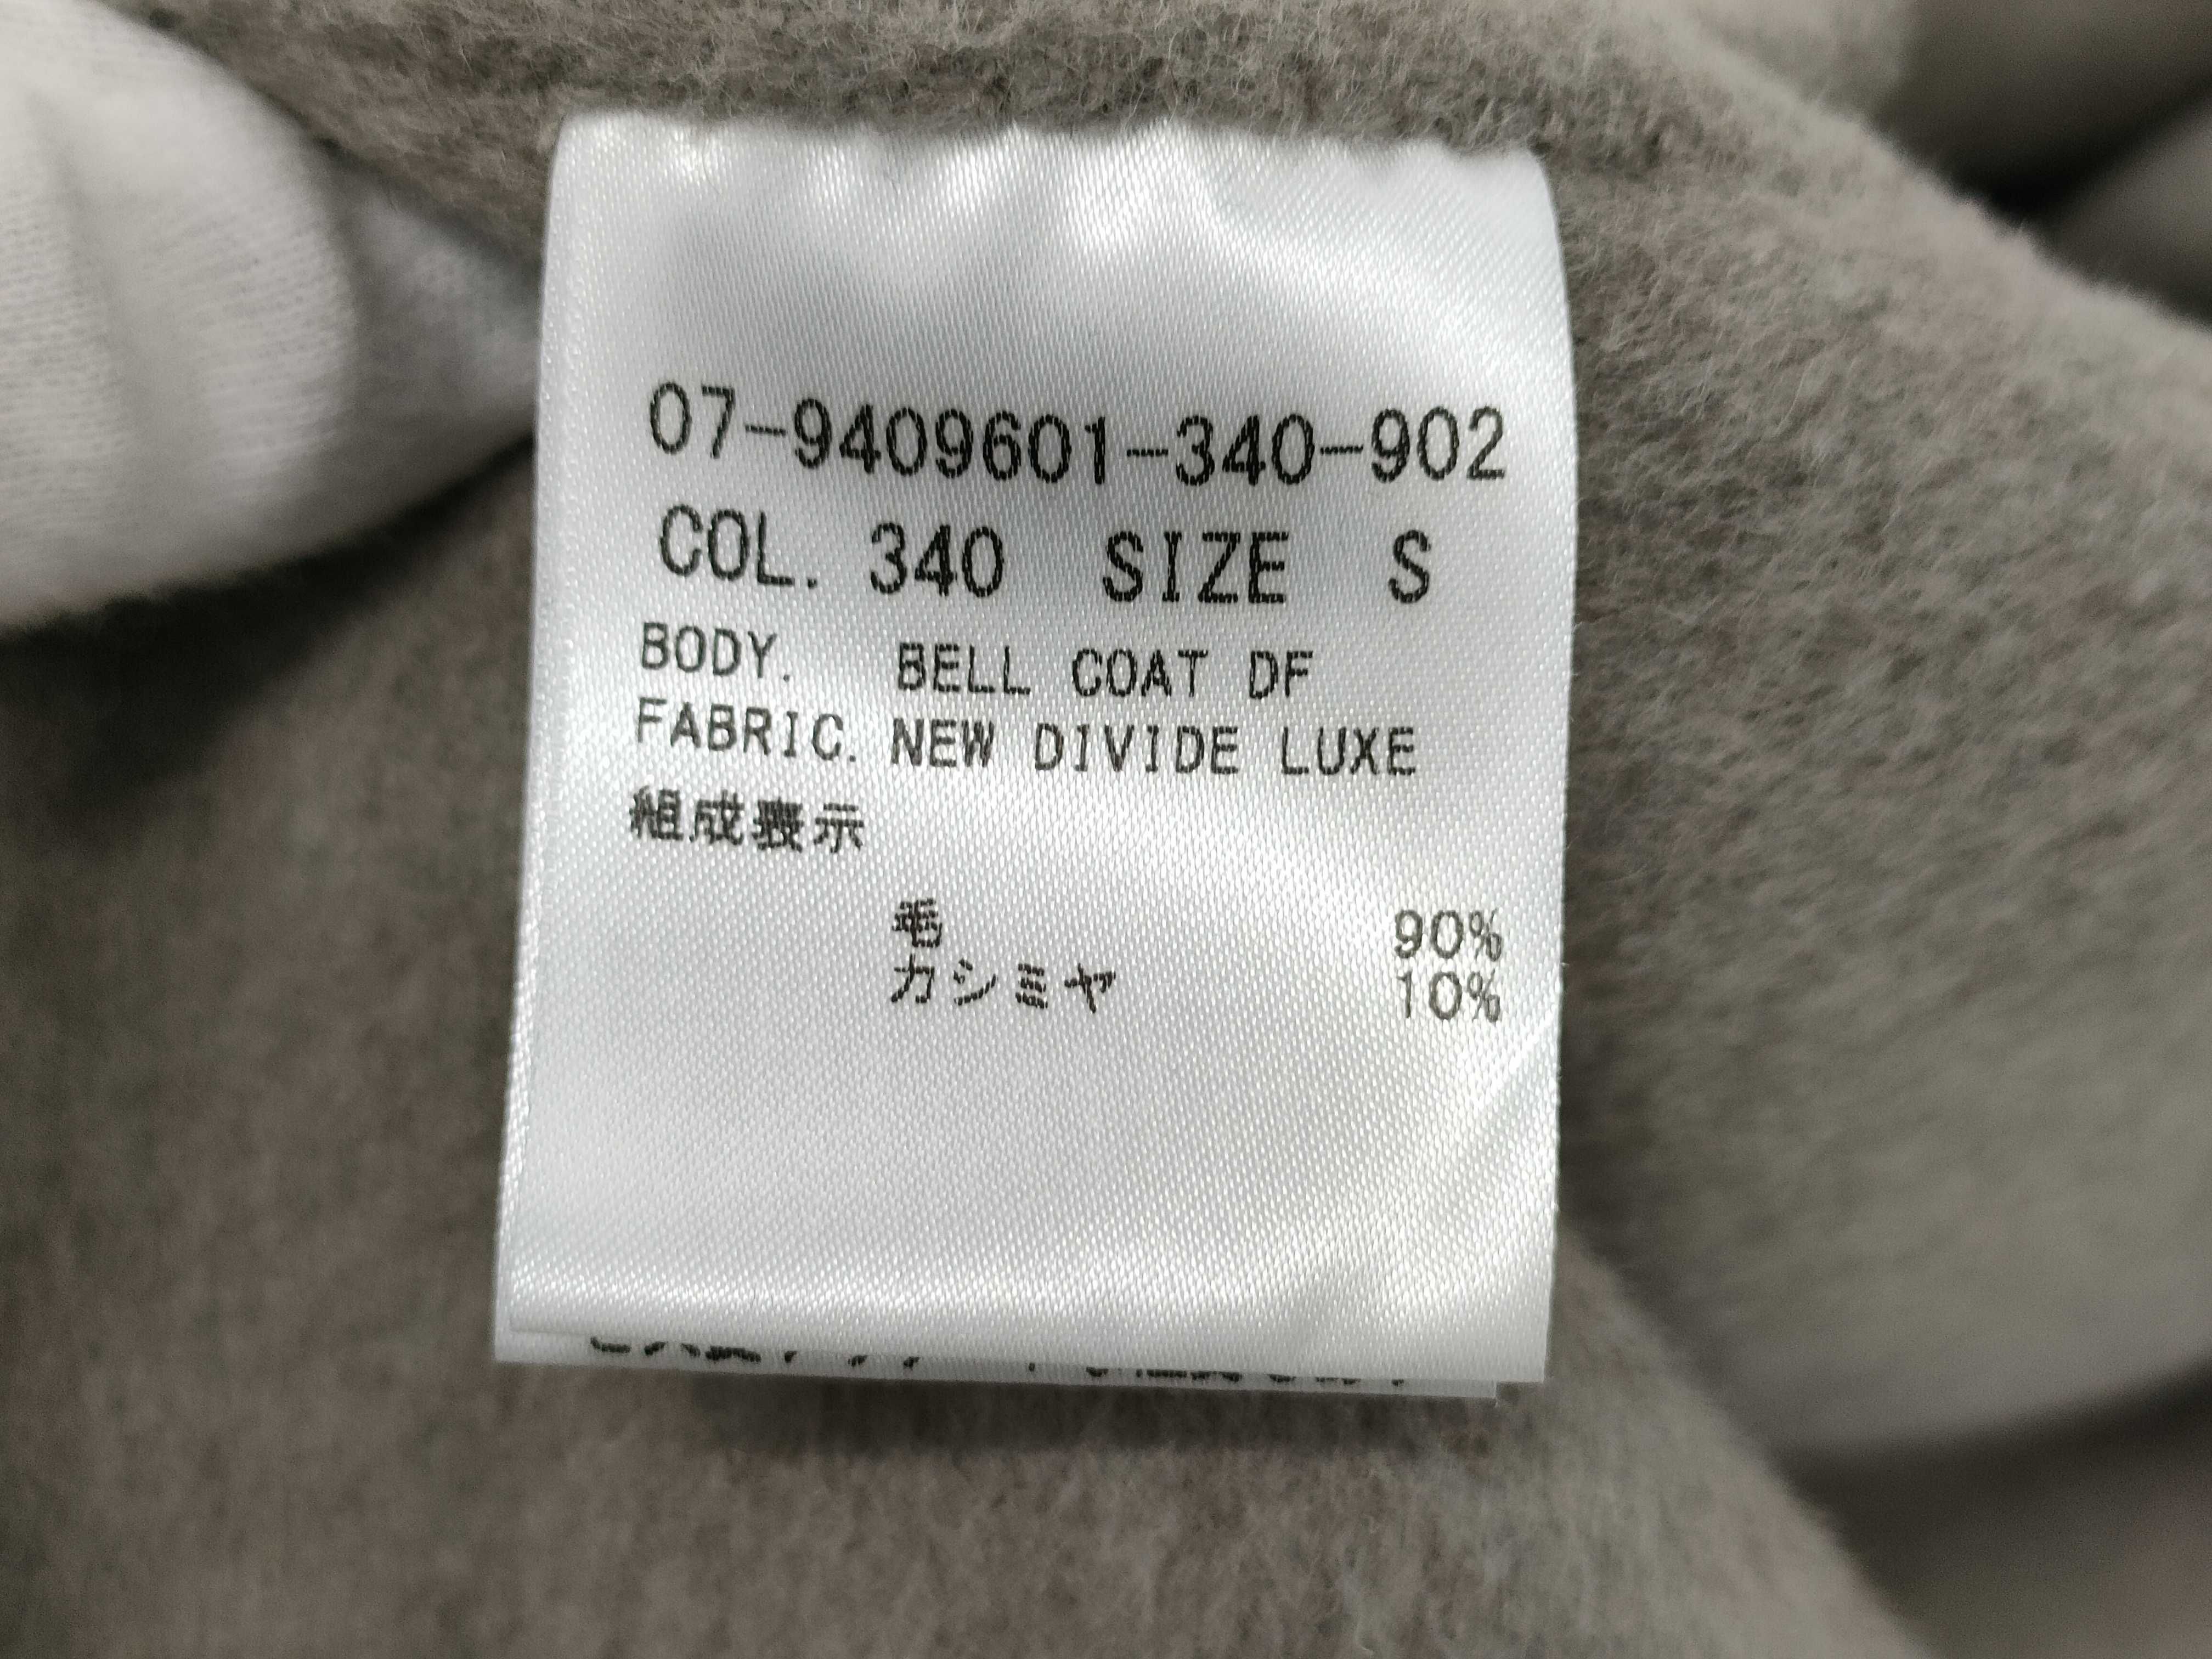 07-9409601-340-902
COL. 340 SIZE S
BODY. BELL COAT DF
FABRIC. NEW DIVIDE LUXE
組成表示
毛 90%
カシミヤ 10%